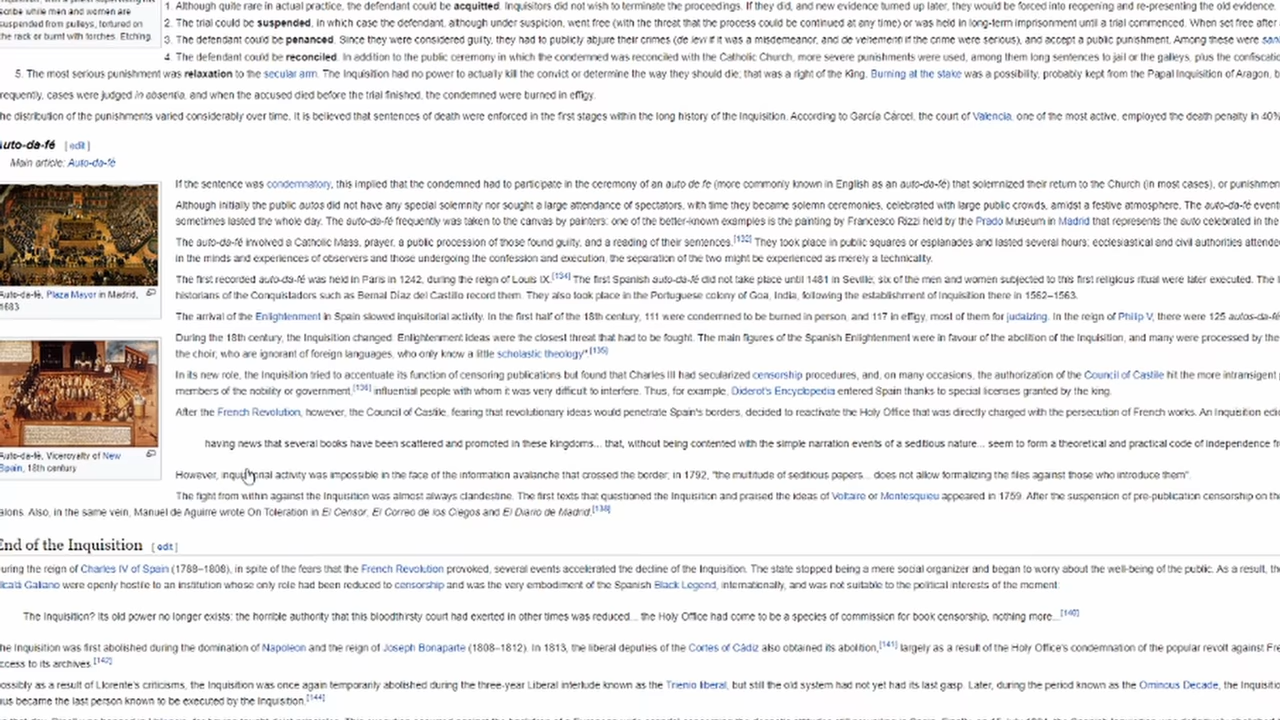 scribe while men and women are
suspended from pulleys, tortured on
the rack or burnt with torches. Etching.
1. Although quite rare in actual practice, the defendant could be acquitted. Inquisitors did not wish to terminate the proceedings. If they did, and new evidence turned up later, they would be forced into reopening and re-presenting the old evidence.
2. The trial could be suspended, in which case the defendant, although under suspicion, went free (with the threat that the process could be continued at any time) or was held in long-term imprisonment until a trial commenced. When set free after
3. The defendant could be penanced. Since they were considered guilty, they had to publicly abjure their crimes (de levi if it was a misdemeanor, and de vehementi if the crime were serious), and accept a public punishment. Among these were
4. The defendant could be reconciled. In addition to the public ceremony in which the condemned was reconciled with the Catholic Church, more severe punishments were used, among them long sentences to jail or the galleys, plus the
5. The most serious punishment was relaxation to the secular arm. The Inquisition had no power to actually kill the convict or determine the way they should die; that was a right of the King. Burning at the stake was a possibility, probably kept from the Papal Inquisition of Aragon,
requently, cases were judged in absentia, and when the accused died before the trial finished, the condemned were burned in effigy.
he distribution of the punishments varied considerably over time. It is believed that sentences of death were enforced in the first stages within the long history of the Inquisition. According to García Cárcel, the court of Valencia, one of the most active, employed the death penalty in 40%
uto-da-fé [ edit ]
Main article: Auto-da-fé
If the sentence was condemnatory, this implied that the condemned had to participate in the ceremony of an auto de fe (more commonly known in English as an auto-da-fé) that solemnized their return to the Church (in most cases), or punishmen
Although initially the public autos did not have any special solemnity nor sought a large attendance of spectators, with time they became solemn ceremonies, celebrated with large public crowds, amidst a festive atmosphere. The auto-da-fé event
sometimes lasted the whole day. The auto-da-fé frequently was taken to the canvas by painters: one of the better-known examples is the painting by Francesco Rizzi held by the Prado Museum in Madrid that represents the auto celebrated in the
The auto-da-fé involved a Catholic Mass, prayer, a public procession of those found guilty, and a reading of their sentences.[132] They took place in public squares or esplanades and lasted several hours; ecclesiastical and civil authorities attende
in the minds and experiences of observers and those undergoing the confession and execution, the separation of the two might be experienced as merely a technicality.
The first recorded auto-da-fé was held in Paris in 1242, during the reign of Louis IX.[134] The first Spanish auto-da-fé did not take place until 1481 in Seville; six of the men and women subjected to this first religious ritual were later executed. The
historians of the Conquistadors such as Bernal Díaz del Castillo record them. They also took place in the Portuguese colony of Goa, India, following the establishment of Inquisition there in 1562–1563.
Auto-da-fé, Plaza Mayor in Madrid,
1683
The arrival of the Enlightenment in Spain slowed inquisitorial activity. In the first half of the 18th century, 111 were condemned to be burned in person, and 117 in effigy, most of them for judaizing. In the reign of Philip V, there were 125 autos-da-fé
During the 18th century, the Inquisition changed: Enlightenment ideas were the closest threat that had to be fought. The main figures of the Spanish Enlightenment were in favour of the abolition of the Inquisition, and many were processed by the
the choir, who are ignorant of foreign languages, who only know a little scholastic theology"[135]
In its new role, the Inquisition tried to accentuate its function of censoring publications but found that Charles III had secularized censorship procedures, and, on many occasions, the authorization of the Council of Castile hit the more intransigent
members of the nobility or government,[136] influential people with whom it was very difficult to interfere. Thus, for example, Diderot's Encyclopedia entered Spain thanks to special licenses granted by the king.
After the French Revolution, however, the Council of Castile, fearing that revolutionary ideas would penetrate Spain's borders, decided to reactivate the Holy Office that was directly charged with the persecution of French works. An Inquisition edic
having news that several books have been scattered and promoted in these kingdoms... that, without being contented with the simple narration events of a seditious nature... seem to form a theoretical and practical code of independence
Auto-da-fé, Viceroyalty of New
Spain, 18th century
However, inquisitorial activity was impossible in the face of the information avalanche that crossed the border; in 1792, "the multitude of seditious papers... does not allow formalizing the files against those who introduce them".
The fight from within against the Inquisition was almost always clandestine. The first texts that questioned the Inquisition and praised the ideas of Voltaire or Montesquieu appeared in 1759. After the suspension of pre-publication censorship on the
alons. Also, in the same vein, Manuel de Aguirre wrote On Toleration in El Censor, El Correo de los Ciegos and El Diario de Madrid.[138]
End of the Inquisition [ edit ]
uring the reign of Charles IV of Spain (1788–1808), in spite of the fears that the French Revolution provoked, several events accelerated the decline of the Inquisition. The state stopped being a mere social organizer and began to worry about the well-being of the public. As a result,
lcalá Galiano were openly hostile to an institution whose only role had been reduced to censorship and was the very embodiment of the Spanish Black Legend, internationally, and was not suitable to the political interests of the moment:
The Inquisition? Its old power no longer exists: the horrible authority that this bloodthirsty court had exerted in other times was reduced... the Holy Office had come to be a species of commission for book censorship, nothing more...[140]
he Inquisition was first abolished during the domination of Napoleon and the reign of Joseph Bonaparte (1808–1812). In 1813, the liberal deputies of the Cortes of Cádiz also obtained its abolition,[141] largely as a result of the Holy Office's condemnation of the popular revolt against
ccess to its archives.[142]
ossibly as a result of Llorente's criticisms, the Inquisition was once again temporarily abolished during the three-year Liberal interlude known as the Trienio liberal, but still the old system had not yet had its last gasp. Later, during the period known as the Ominous Decade, the
us became the last person known to be executed by the Inquisition.[144]